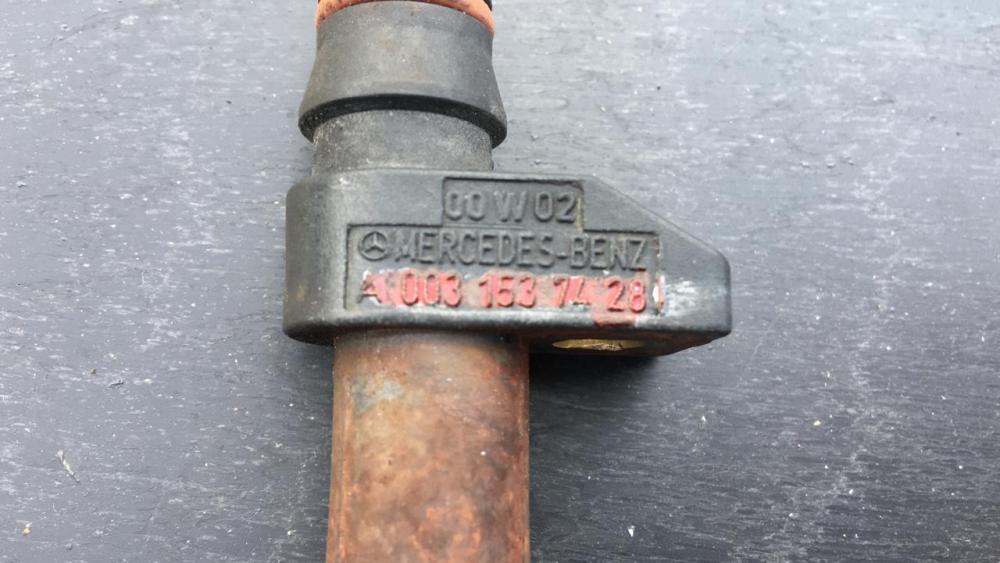 00 W 02
MERCEDES-BENZ
A 003 153 74 28